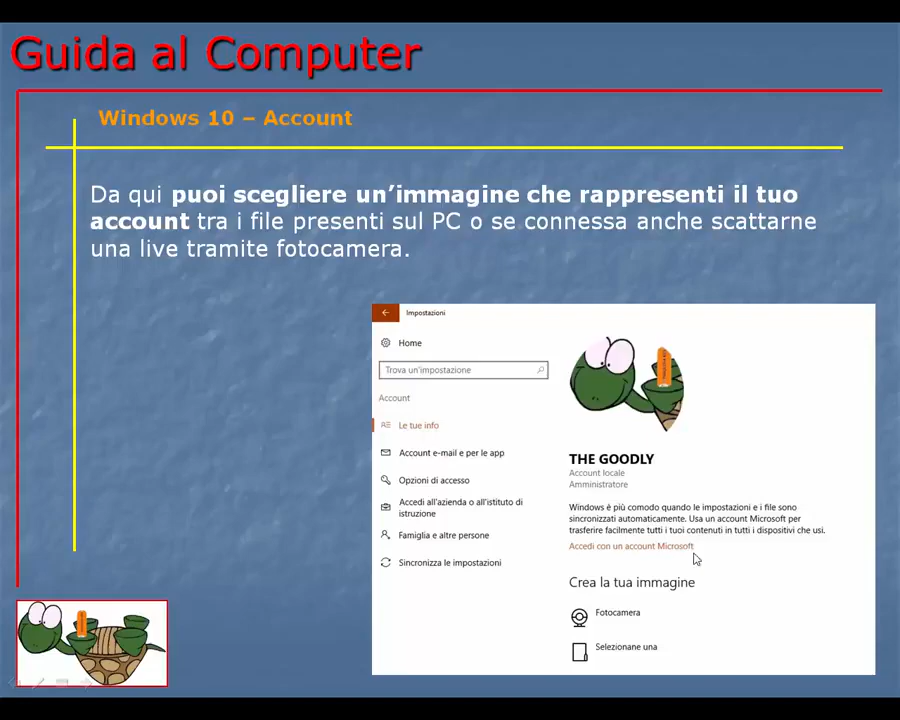 Guida al Computer
Windows 10 – Account
Da qui puoi scegliere un’immagine che rappresenti il tuo
account tra i file presenti sul PC o se connessa anche scattarne
una live tramite fotocamera.
Impostazioni
Home
Trova un'impostazione
Account
Le tue info
Account e-mail e per le app
Opzioni di accesso
Accedi all'azienda o all'istituto di
istruzione
Famiglia e altre persone
Sincronizza le impostazioni
THE GOODLY
Account locale
Amministratore
Windows è più comodo quando le impostazioni e i file sono
sincronizzati automaticamente. Usa un account Microsoft per
trasferire facilmente tutti i tuoi contenuti in tutti i dispositivi che usi.
Accedi con un account Microsoft
Crea la tua immagine
Fotocamera
Selezionane una